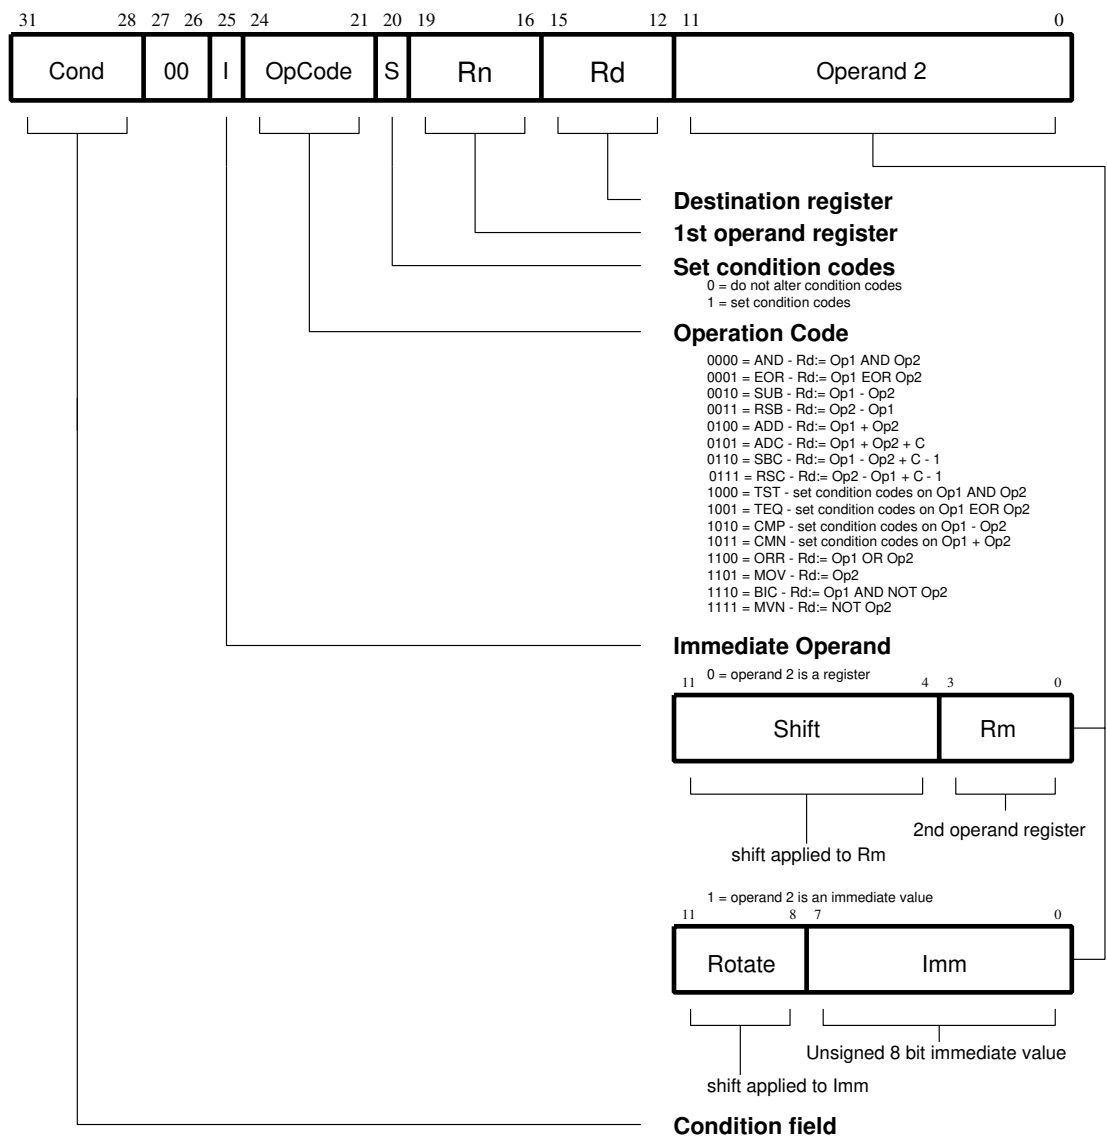 31 28 27 26 25 24 21 20 19 16 15 12 11 0
Cond 00 I OpCode S Rn Rd Operand 2
Destination register
1st operand register
Set condition codes
0 = do not alter condition codes
1 = set condition codes
Operation Code
0000 = AND - Rd:= Op1 AND Op2
0001 = EOR - Rd:= Op1 EOR Op2
0010 = SUB - Rd:= Op1 - Op2
0011 = RSB - Rd:= Op2 - Op1
0100 = ADD - Rd:= Op1 + Op2
0101 = ADC - Rd:= Op1 + Op2 + C
0110 = SBC - Rd:= Op1 - Op2 + C - 1
0111 = RSC - Rd:= Op2 - Op1 + C - 1
1000 = TST - set condition codes on Op1 AND Op2
1001 = TEQ - set condition codes on Op1 EOR Op2
1010 = CMP - set condition codes on Op1 - Op2
1011 = CMN - set condition codes on Op1 + Op2
1100 = ORR - Rd:= Op1 OR Op2
1101 = MOV - Rd:= Op2
1110 = BIC - Rd:= Op1 AND NOT Op2
1111 = MVN - Rd:= NOT Op2
Immediate Operand
0 = operand 2 is a register
11 4 3 0
Shift Rm
2nd operand register
shift applied to Rm
1 = operand 2 is an immediate value
11 8 7 0
Rotate Imm
Unsigned 8 bit immediate value
shift applied to Imm
Condition field